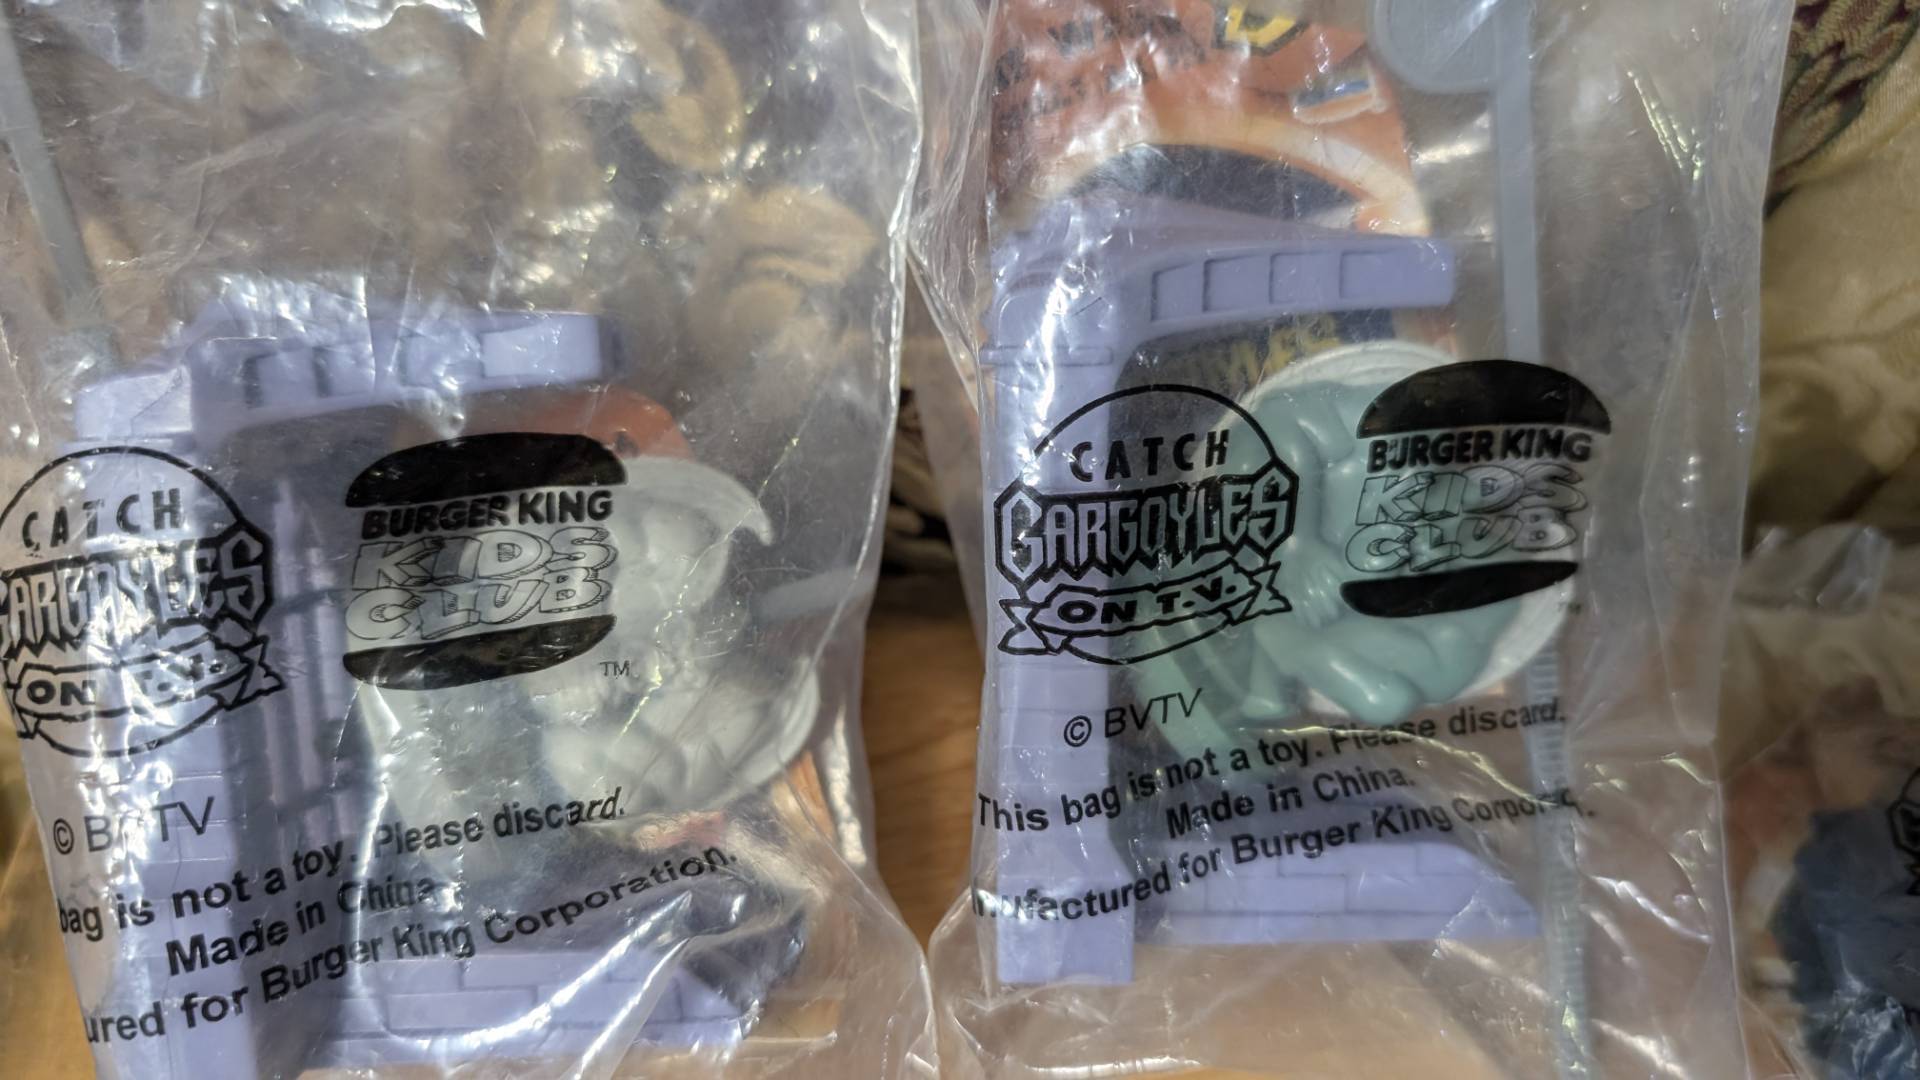 CATCH
GARGOYLES
ON T.V.
BURGER KING
KIDS
CLUB
TM
© BVTV
bag is not a toy. Please discard.
Made in China
ured for Burger King Corporation.
CATCH
GARGOYLES
ON T.V.
BURGER KING
KIDS
CLUB
TM
© BVTV
This bag is not a toy. Please discard.
Made in China.
nufactured for Burger King Corpora